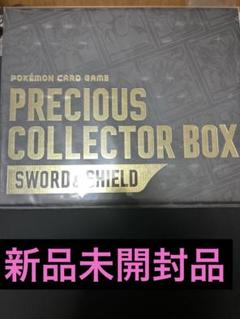 POKÉMON CARD GAME
PRECIOUS
COLLECTOR BOX
SWORD & SHIELD
新品未開封品